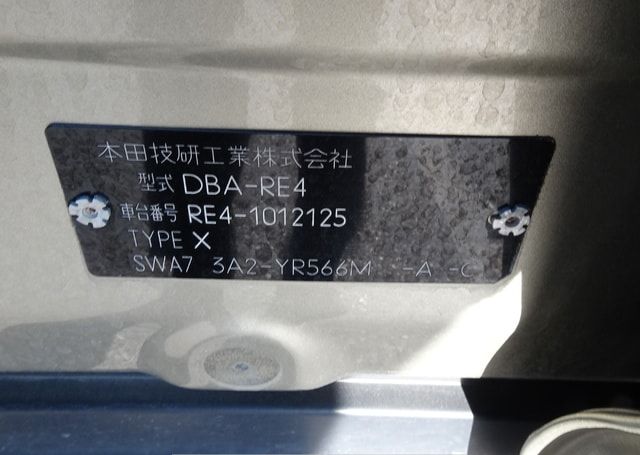 本田技研工業株式会社
型式 DBA-RE4
車台番号 RE4-1012125
TYPE X
SWA7 3A2-YR566M -A -C